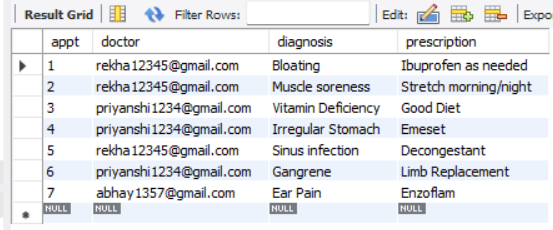 Result Grid Filter Rows: Edit: Expo
appt doctor diagnosis prescription
1 rekha12345@gmail.com Bloating Ibuprofen as needed
2 rekha12345@gmail.com Muscle soreness Stretch morning/night
3 priyanshi1234@gmail.com Vitamin Deficiency Good Diet
4 priyanshi1234@gmail.com Irregular Stomach Emeset
5 rekha12345@gmail.com Sinus infection Decongestant
6 priyanshi1234@gmail.com Gangrene Limb Replacement
7 abhay1357@gmail.com Ear Pain Enzoflam
NULL NULL NULL NULL